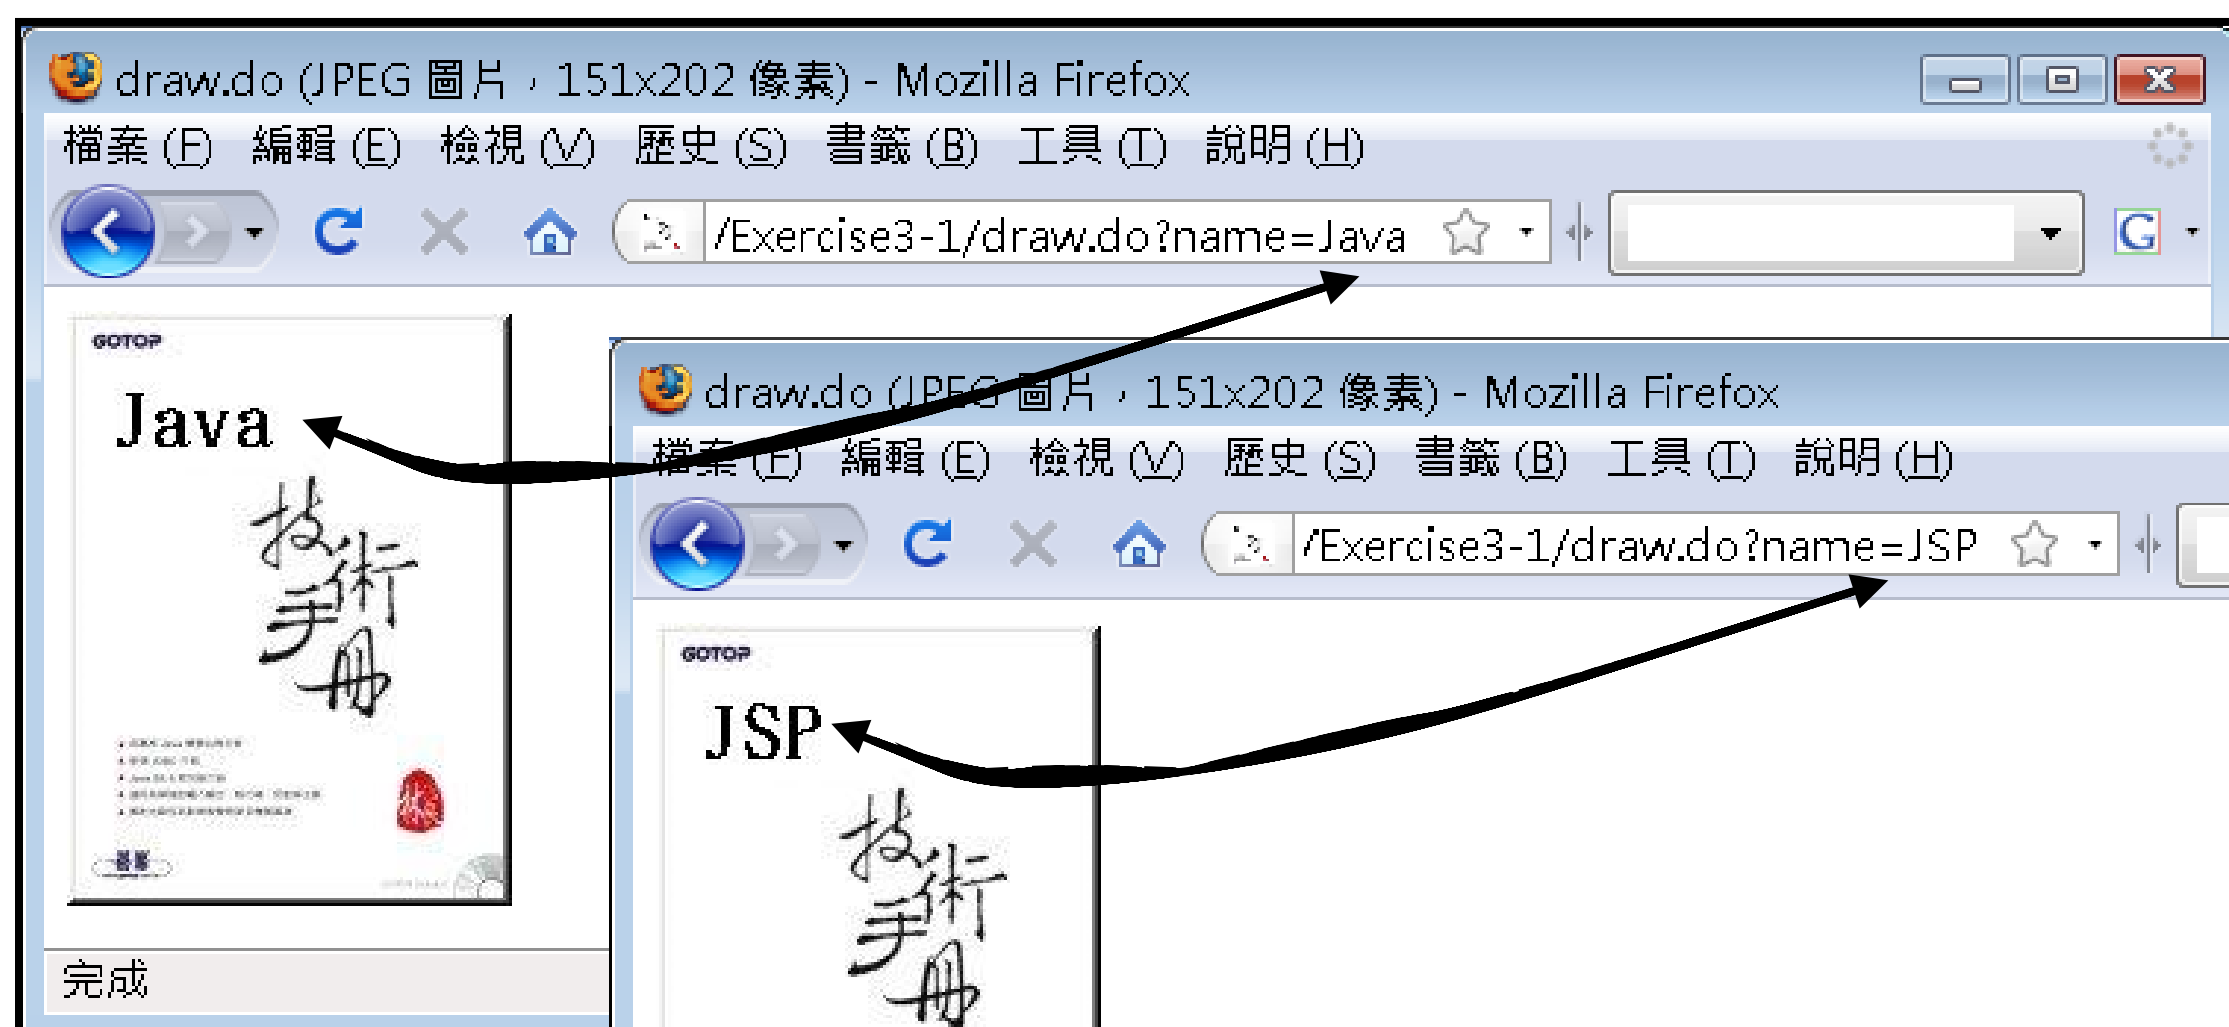 draw.do (JPEG 圖片，151x202 像素) - Mozilla Firefox
檔案(F) 編輯(E) 檢視(V) 歷史(S) 書籤(B) 工具(T) 說明(H)
/Exercise3-1/draw.do?name=Java
G
GOTOP
Java
技術
手冊
完成
draw.do (JPEG 圖片，151x202 像素) - Mozilla Firefox
檔案(F) 編輯(E) 檢視(V) 歷史(S) 書籤(B) 工具(T) 說明(H)
/Exercise3-1/draw.do?name=JSP
GOTOP
JSP
技術
手冊